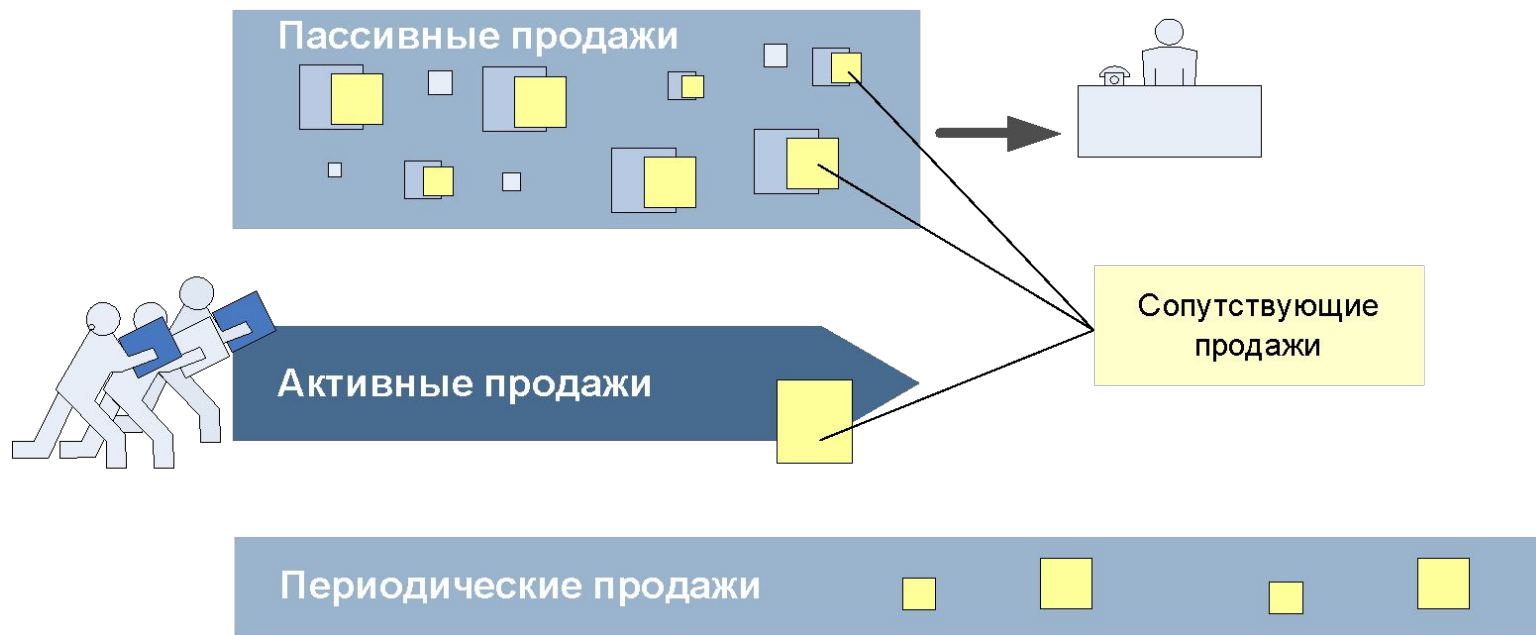 Пассивные продажи
Активные продажи
Сопутствующие
продажи
Периодические продажи